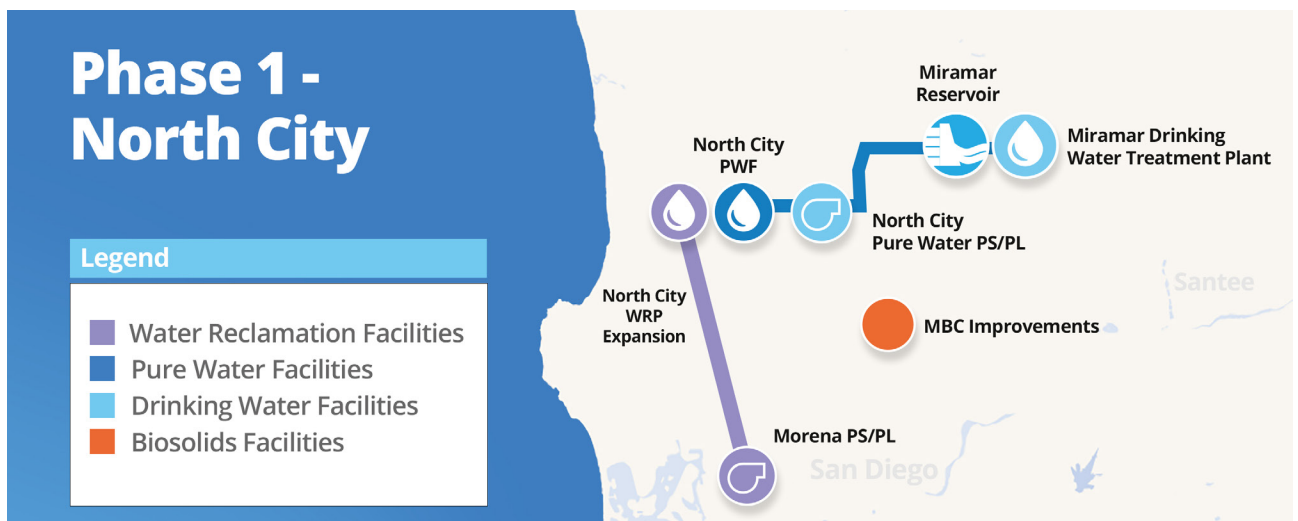 Phase 1 -
North City
Legend
Water Reclamation Facilities
Pure Water Facilities
Drinking Water Facilities
Biosolids Facilities
Miramar
Reservoir
Miramar Drinking
Water Treatment Plant
North City
PWF
North City
Pure Water PS/PL
North City
WRP
Expansion
Santee
MBC Improvements
Morena PS/PL
San Diego